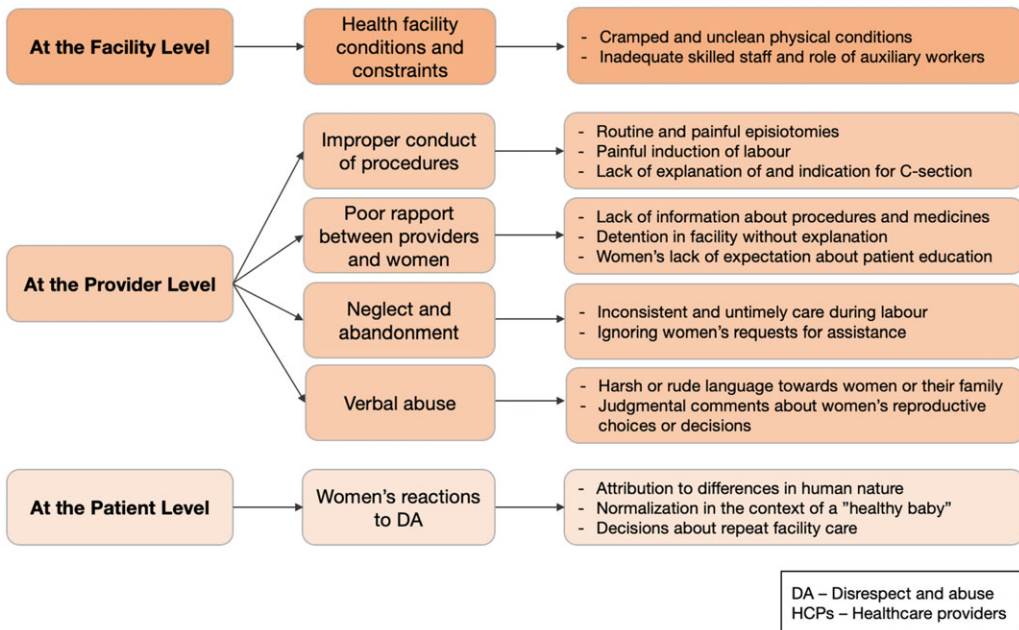 At the Facility Level
Health facility
conditions and
constraints
- Cramped and unclean physical conditions
- Inadequate skilled staff and role of auxiliary workers
At the Provider Level
Improper conduct
of procedures
- Routine and painful episiotomies
- Painful induction of labour
- Lack of explanation of and indication for C-section
Poor rapport
between providers
and women
- Lack of information about procedures and medicines
- Detention in facility without explanation
- Women's lack of expectation about patient education
Neglect and
abandonment
- Inconsistent and untimely care during labour
- Ignoring women's requests for assistance
Verbal abuse
- Harsh or rude language towards women or their family
- Judgmental comments about women's reproductive
choices or decisions
At the Patient Level
Women's reactions
to DA
- Attribution to differences in human nature
- Normalization in the context of a "healthy baby"
- Decisions about repeat facility care
DA – Disrespect and abuse
HCPs – Healthcare providers